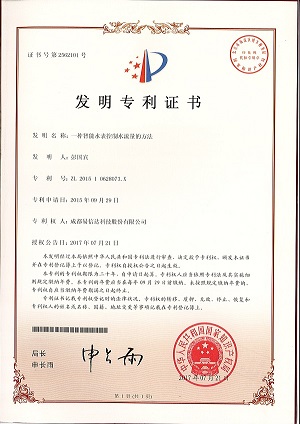 证书号第2562101号
发明专利证书
发 明 名 称：一种智能水表控制水流量的方法
发 明 人：彭国宾
专 利 号：ZL 2015 1 0628071.X
专利申请日：2015年09月29日
专 利 权 人：成都易信达科技股份有限公司
授权公告日：2017年07月21日
本发明经过本局依照中华人民共和国专利法进行审查，决定授予专利权，颁发本证书
并在专利登记簿上予以登记。专利权自授权公告之日起生效。
本专利的专利权期限为二十年，自申请日起算。专利权人应当依照专利法及其实施细
则规定缴纳年费。本专利的年费应当在每年09月29日前缴纳。未按照规定缴纳年费的，
专利权自应当缴纳年费期满之日起终止。
专利证书记载专利权登记时的法律状况。专利权的转移、质押、无效、终止、恢复和
专利权人的姓名或名称、国籍、地址变更等事项记载在专利登记簿上。
局长
申长雨
中华人民共和国国家知识产权局
2017年07月21日
第1页(共1页)